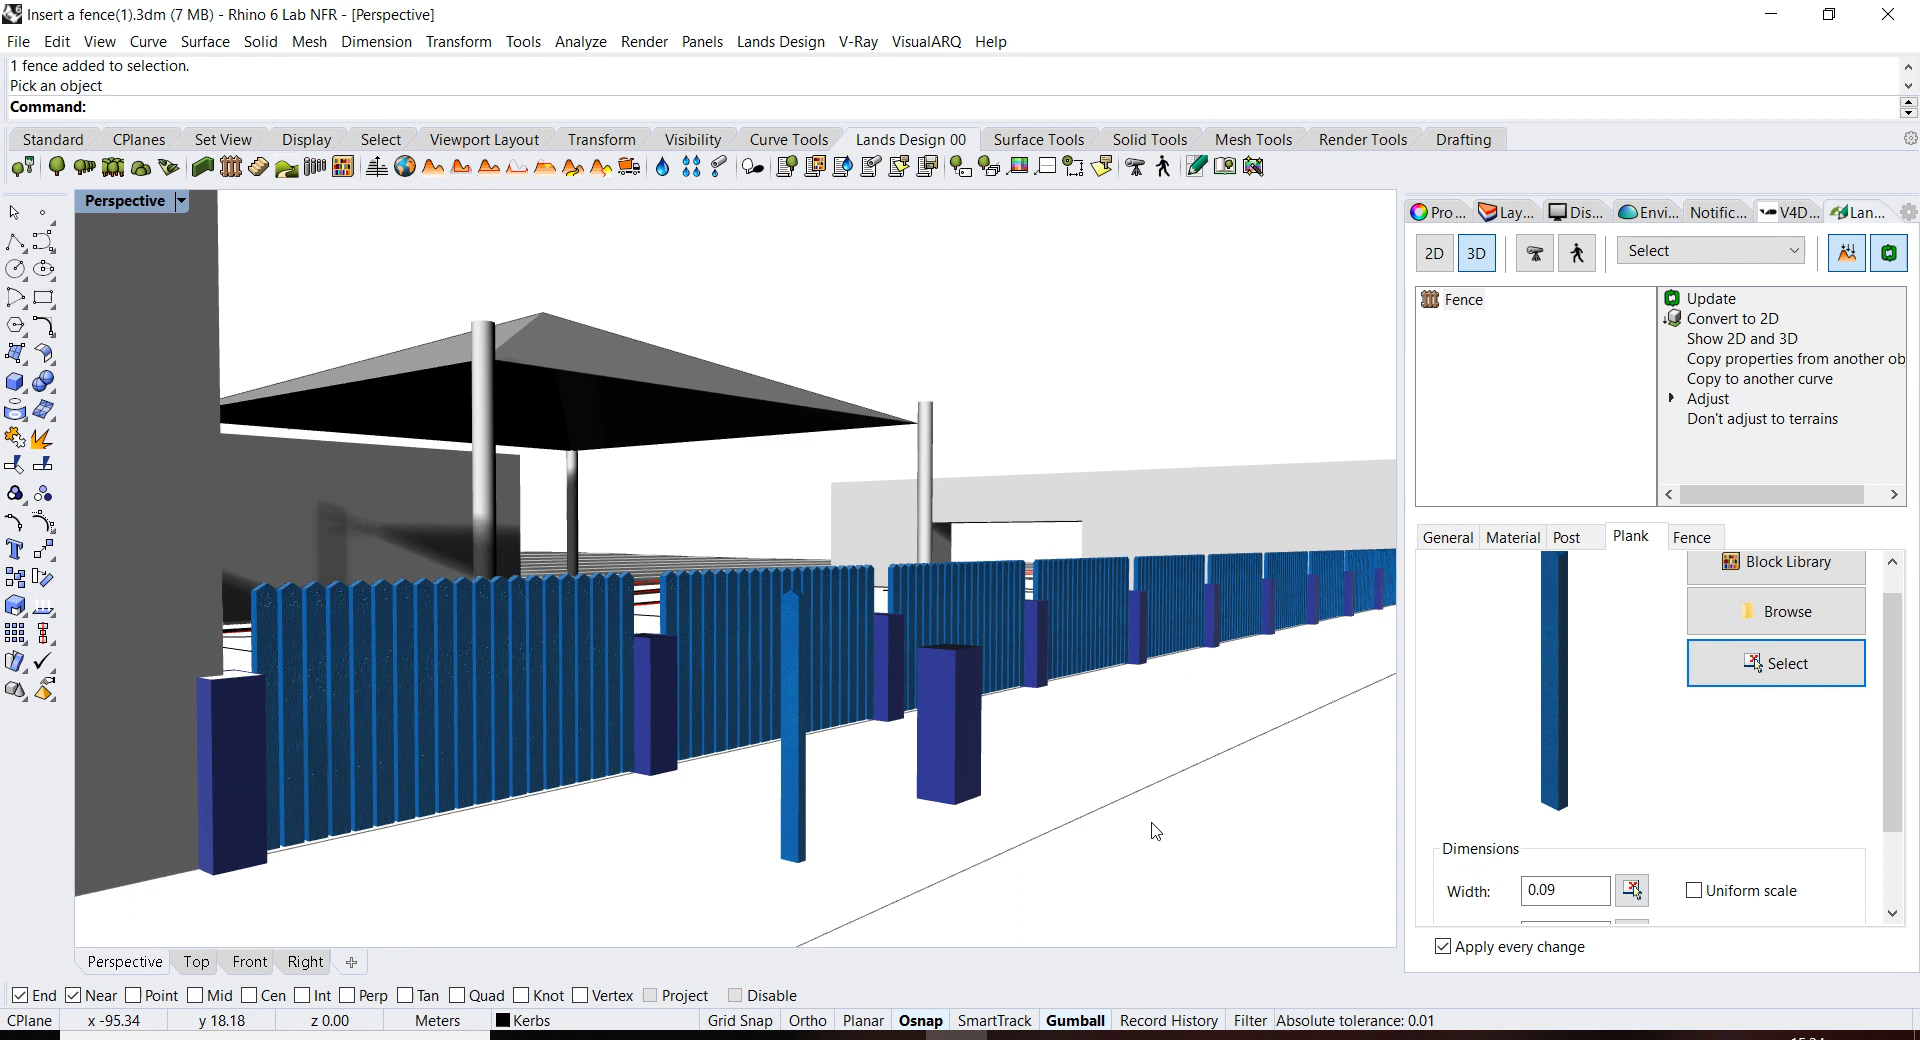 Insert a fence(1).3dm (7 MB) - Rhino 6 Lab NFR - [Perspective]
File Edit View Curve Surface Solid Mesh Dimension Transform Tools Analyze Render Panels Lands Design V-Ray VisualARQ Help
1 fence added to selection.
Pick an object
Command:
Standard CPlanes Set View Display Select Viewport Layout Transform Visibility Curve Tools Lands Design 00 Surface Tools Solid Tools Mesh Tools Render Tools Drafting
Perspective
Pro... Lay... Dis... Envi... Notific... V4D... Lan...
2D 3D Select
Fence
Update
Convert to 2D
Show 2D and 3D
Copy properties from another ob
Copy to another curve
Adjust
Don't adjust to terrains
General Material Post Plank Fence
Block Library
Browse
Select
Dimensions
Width: 0.09 Uniform scale
Apply every change
Perspective Top Front Right
End Near Point Mid Cen Int Perp Tan Quad Knot Vertex Project Disable
CPlane x -95.34 y 18.18 z 0.00 Meters Kerbs Grid Snap Ortho Planar Osnap SmartTrack Gumball Record History Filter Absolute tolerance: 0.01